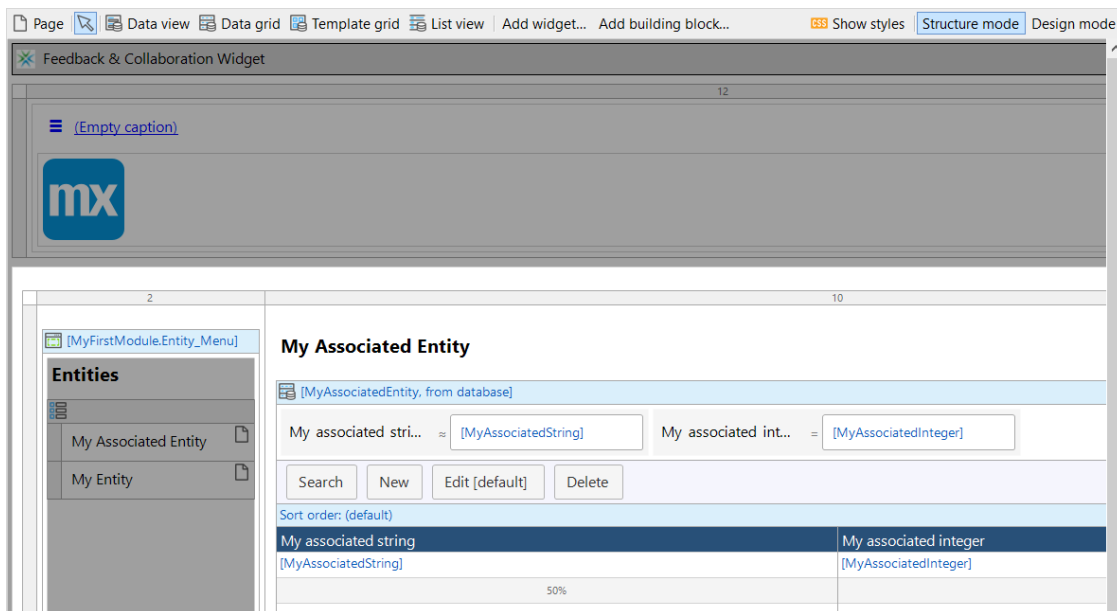 Page Data view Data grid Template grid List view Add widget... Add building block... CSS Show styles Structure mode Design mode
Feedback & Collaboration Widget
12
(Empty caption)
mx
2 10
[MyFirstModule.Entity_Menu]
Entities
My Associated Entity
My Entity
My Associated Entity
[MyAssociatedEntity, from database]
My associated stri... ≈ [MyAssociatedString] My associated int... = [MyAssociatedInteger]
Search New Edit [default] Delete
Sort order: (default)
My associated string My associated integer
[MyAssociatedString] [MyAssociatedInteger]
50%